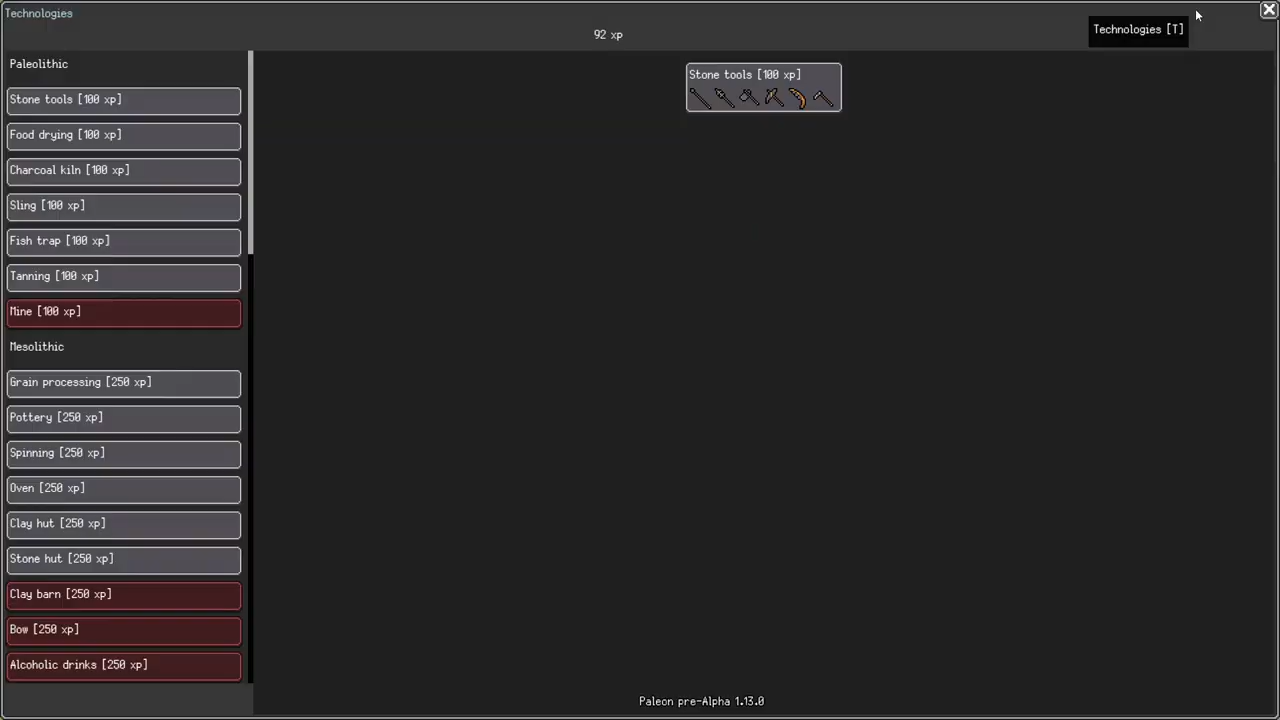 Technologies
92 xp
Technologies [T]
Paleolithic
Stone tools [100 xp]
Food drying [100 xp]
Charcoal kiln [100 xp]
Sling [100 xp]
Fish trap [100 xp]
Tanning [100 xp]
Mine [100 xp]
Mesolithic
Grain processing [250 xp]
Pottery [250 xp]
Spinning [250 xp]
Oven [250 xp]
Clay hut [250 xp]
Stone hut [250 xp]
Clay barn [250 xp]
Bow [250 xp]
Alcoholic drinks [250 xp]
Stone tools [100 xp]
Paleon pre-Alpha 1.13.0